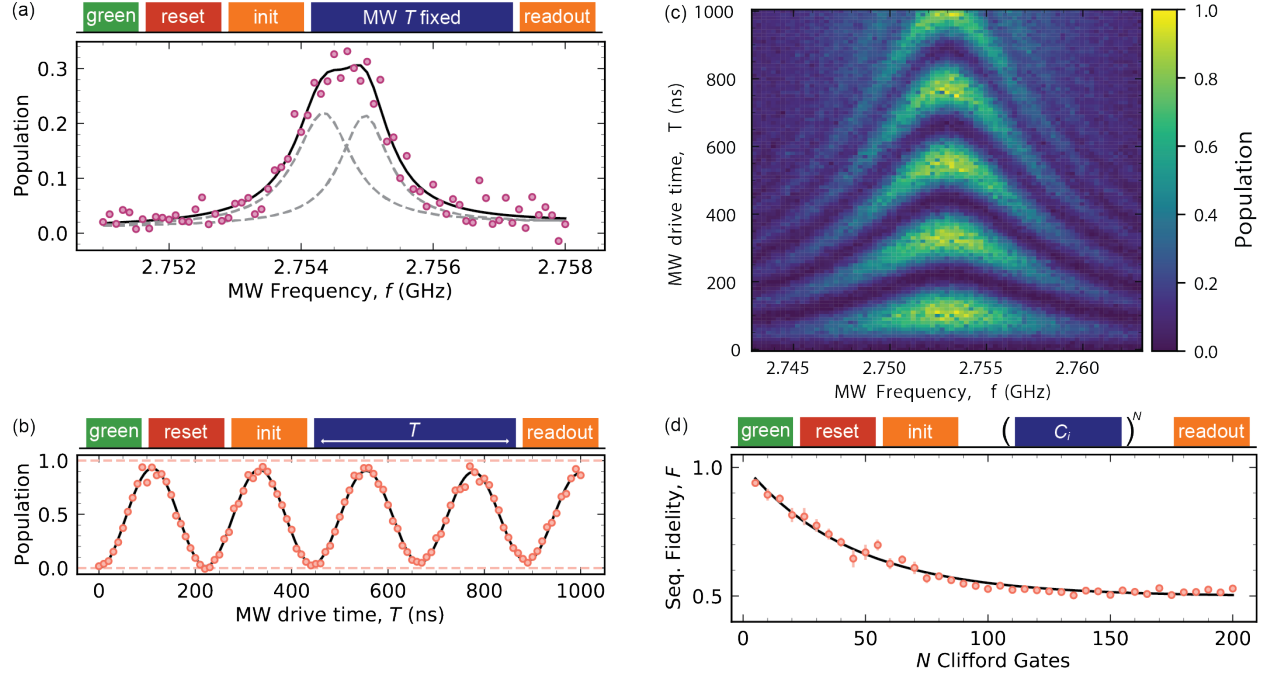 (a)
green reset init MW T fixed readout
0.3
0.2
0.1
0.0
Population
2.752 2.754 2.756 2.758
MW Frequency, f (GHz)
(b)
green reset init T readout
1.0
0.5
0.0
Population
0 200 400 600 800 1000
MW drive time, T (ns)
(c)
1000
800
600
400
200
0
MW drive time, T (ns)
2.745 2.750 2.755 2.760
MW Frequency, f (GHz)
1.0
0.8
0.6
0.4
0.2
0.0
Population
(d)
green reset init ( Ci )N readout
1.0
0.5
Seq. Fidelity, F
0 50 100 150 200
N Clifford Gates